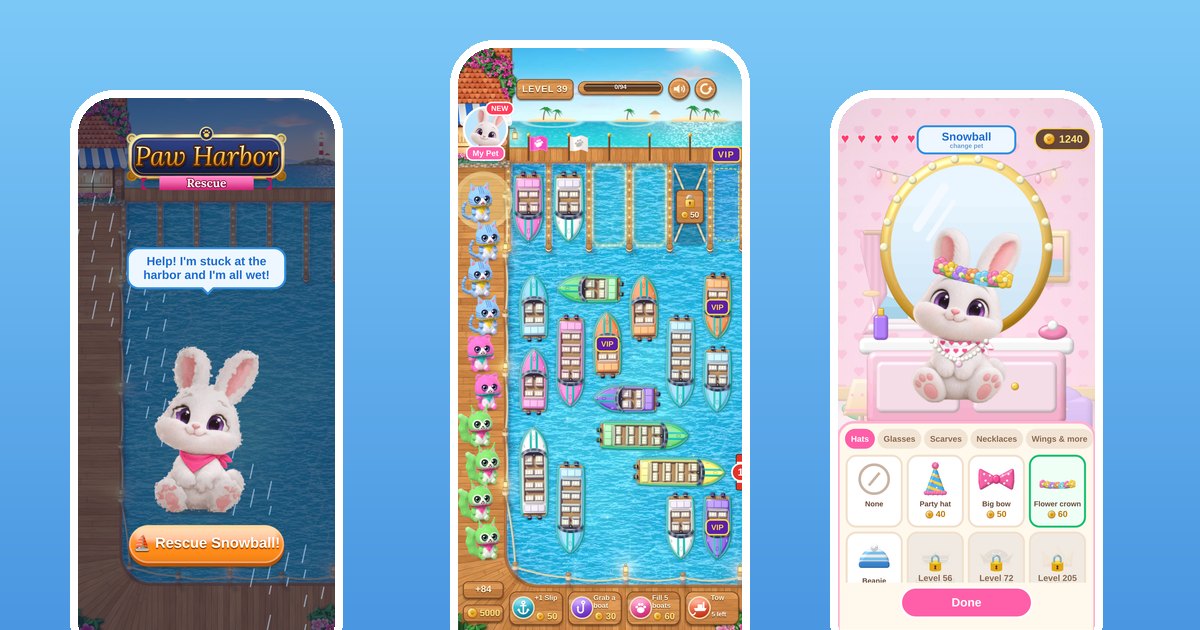 Paw Harbor
Rescue
Help! I'm stuck at the
harbor and I'm all wet!
Rescue Snowball!
LEVEL 39
0/94
NEW
My Pet
VIP
50
VIP
VIP
VIP
+84
5000
+1 Slip
50
Grab a
boat
30
Fill 5
boats
60
Tow
5 left
Snowball
change pet
1240
Hats
Glasses
Scarves
Necklaces
Wings & more
None
Party hat
40
Big bow
50
Flower crown
60
Beanie
Level 56
Level 72
Level 205
Done